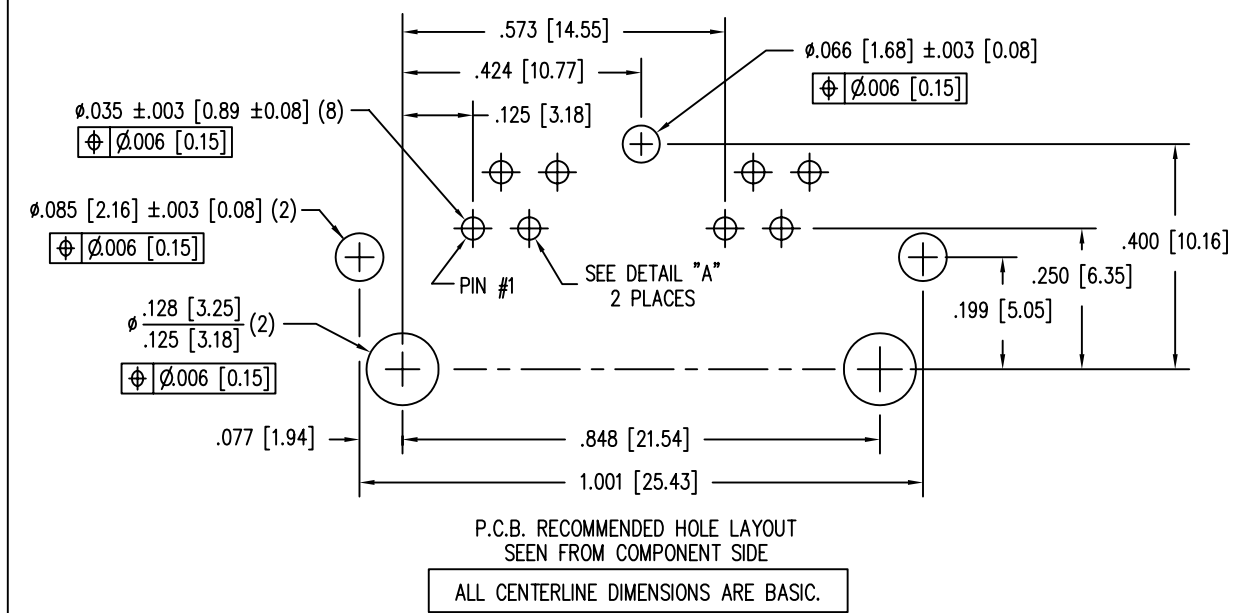 .573 [14.55]
⌀.066 [1.68] ±.003 [0.08]
.424 [10.77]
⌖ ⌀.006 [0.15]
⌀.035 ±.003 [0.89 ±0.08] (8)
.125 [3.18]
⌖ ⌀.006 [0.15]
⌀.085 [2.16] ±.003 [0.08] (2)
⌖ ⌀.006 [0.15]
.400 [10.16]
PIN #1
SEE DETAIL "A"
2 PLACES
.250 [6.35]
.199 [5.05]
⌀ .128 [3.25]
.125 [3.18] (2)
⌖ ⌀.006 [0.15]
.077 [1.94]
.848 [21.54]
1.001 [25.43]
P.C.B. RECOMMENDED HOLE LAYOUT
SEEN FROM COMPONENT SIDE
ALL CENTERLINE DIMENSIONS ARE BASIC.